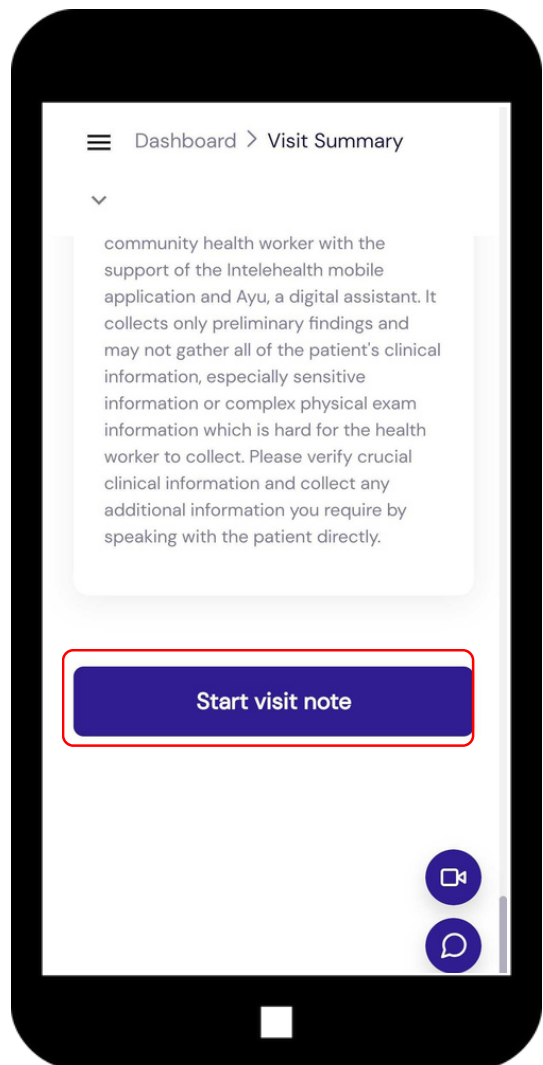 Dashboard > Visit Summary
community health worker with the
support of the Intelehealth mobile
application and Ayu, a digital assistant. It
collects only preliminary findings and
may not gather all of the patient's clinical
information, especially sensitive
information or complex physical exam
information which is hard for the health
worker to collect. Please verify crucial
clinical information and collect any
additional information you require by
speaking with the patient directly.
Start visit note